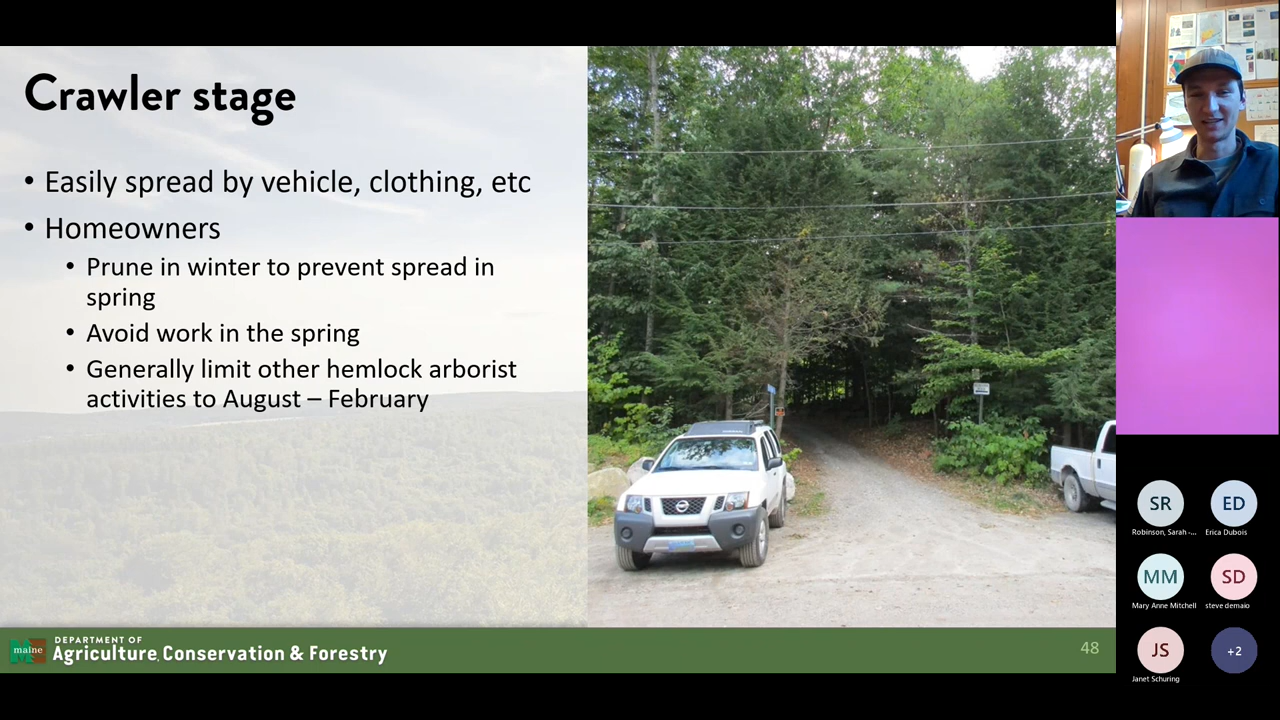 Crawler stage
• Easily spread by vehicle, clothing, etc
• Homeowners
• Prune in winter to prevent spread in
spring
• Avoid work in the spring
• Generally limit other hemlock arborist
activities to August – February
maine
DEPARTMENT OF
Agriculture, Conservation & Forestry
48
SR
ED
Robinson, Sarah -...
Erica Dubois
MM
SD
Mary Anne Mitchell
steve demaio
JS
+2
Janet Schuring